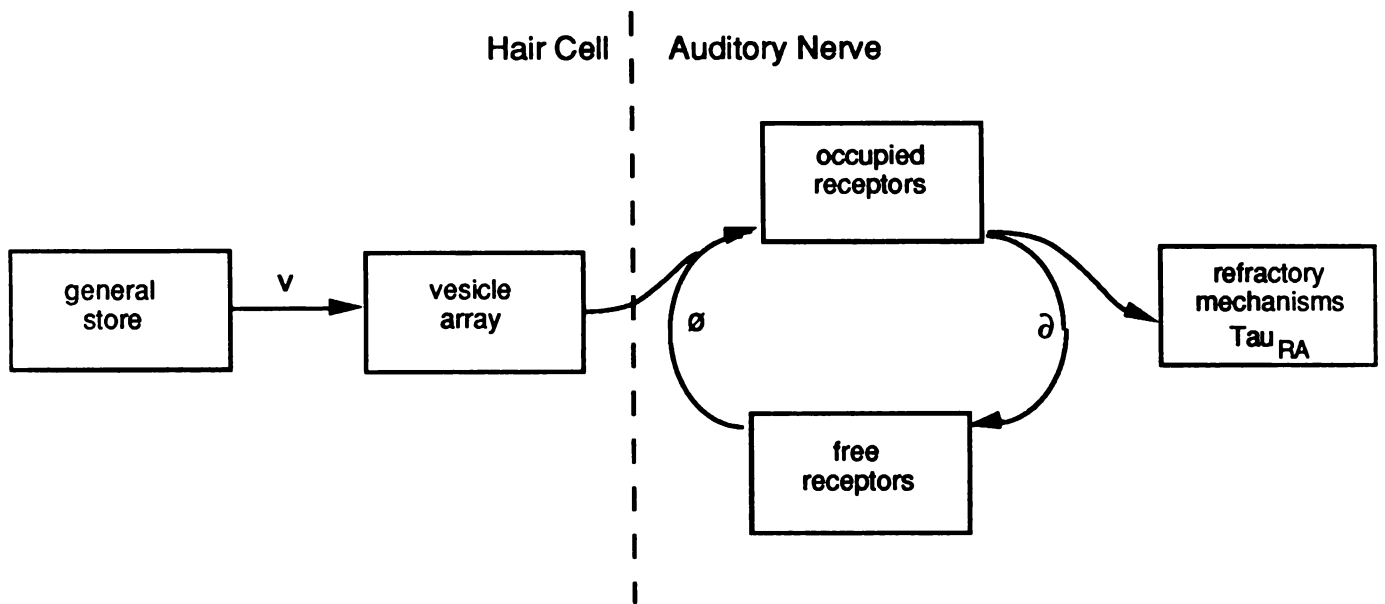 Hair Cell
Auditory Nerve
occupied
receptors
general
store
v
vesicle
array
ø
∂
refractory
mechanisms
Tau RA
free
receptors